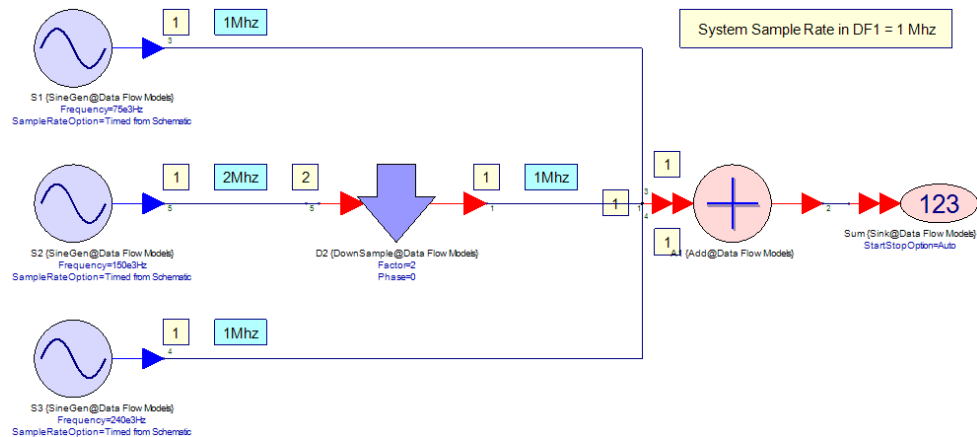 1
1Mhz
System Sample Rate in DF1 = 1 Mhz
3
S1 {SineGen@Data Flow Models}
Frequency=75e3Hz
SampleRateOption=Timed from Schematic
1
2Mhz
2
1
1Mhz
1
1
3
5
5
1
1
4
2
1
123
S2 {SineGen@Data Flow Models}
Frequency=150e3Hz
SampleRateOption=Timed from Schematic
D2 {DownSample@Data Flow Models}
Factor=2
Phase=0
A1 {Add@Data Flow Models}
Sum {Sink@Data Flow Models}
StartStopOption=Auto
1
1Mhz
4
S3 {SineGen@Data Flow Models}
Frequency=240e3Hz
SampleRateOption=Timed from Schematic